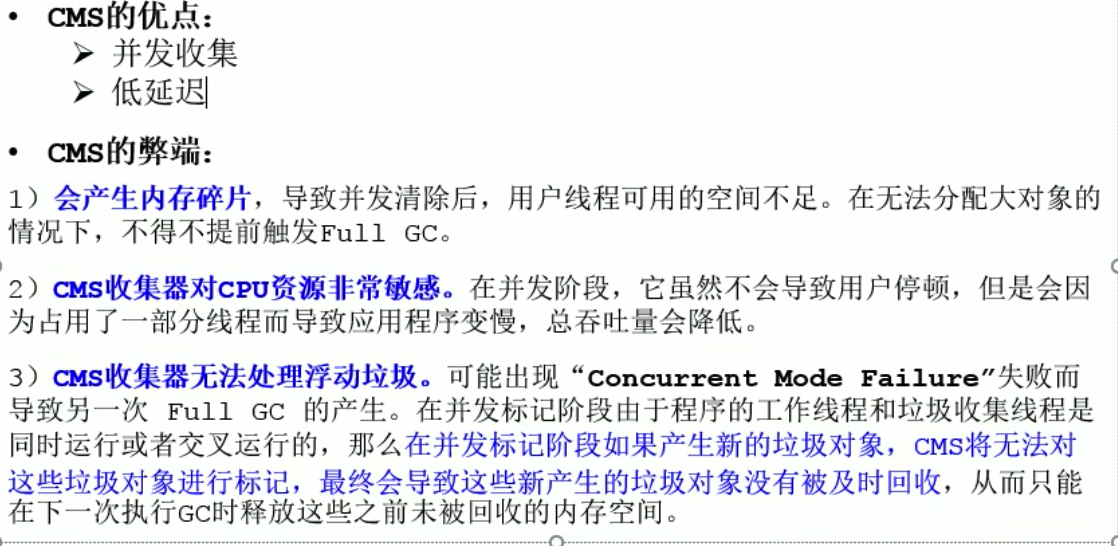 • CMS的优点：
➢ 并发收集
➢ 低延迟
• CMS的弊端：
1）会产生内存碎片，导致并发清除后，用户线程可用的空间不足。在无法分配大对象的
情况下，不得不提前触发Full GC。
2）CMS收集器对CPU资源非常敏感。在并发阶段，它虽然不会导致用户停顿，但是会因
为占用了一部分线程而导致应用程序变慢，总吞吐量会降低。
3）CMS收集器无法处理浮动垃圾。可能出现“Concurrent Mode Failure”失败而
导致另一次 Full GC 的产生。在并发标记阶段由于程序的工作线程和垃圾收集线程是
同时运行或者交叉运行的，那么在并发标记阶段如果产生新的垃圾对象，CMS将无法对
这些垃圾对象进行标记，最终会导致这些新产生的垃圾对象没有被及时回收，从而只能
在下一次执行GC时释放这些之前未被回收的内存空间。